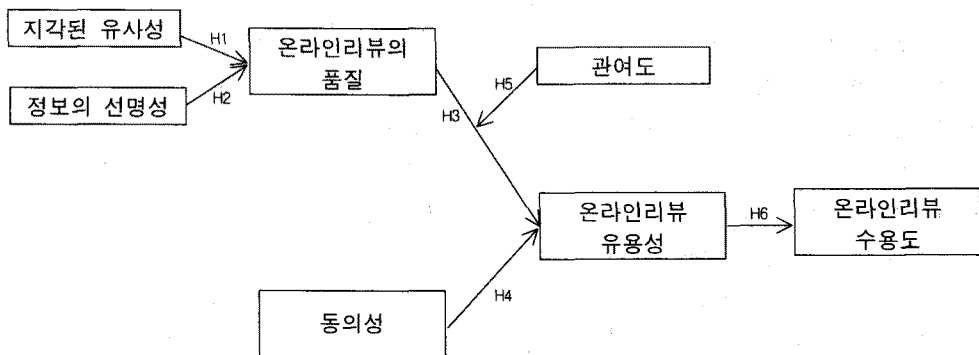 지각된 유사성
H1
온라인리뷰의
품질
관여도
정보의 선명성
H2
H5
H3
온라인리뷰
유용성
H6
온라인리뷰
수용도
H4
동의성